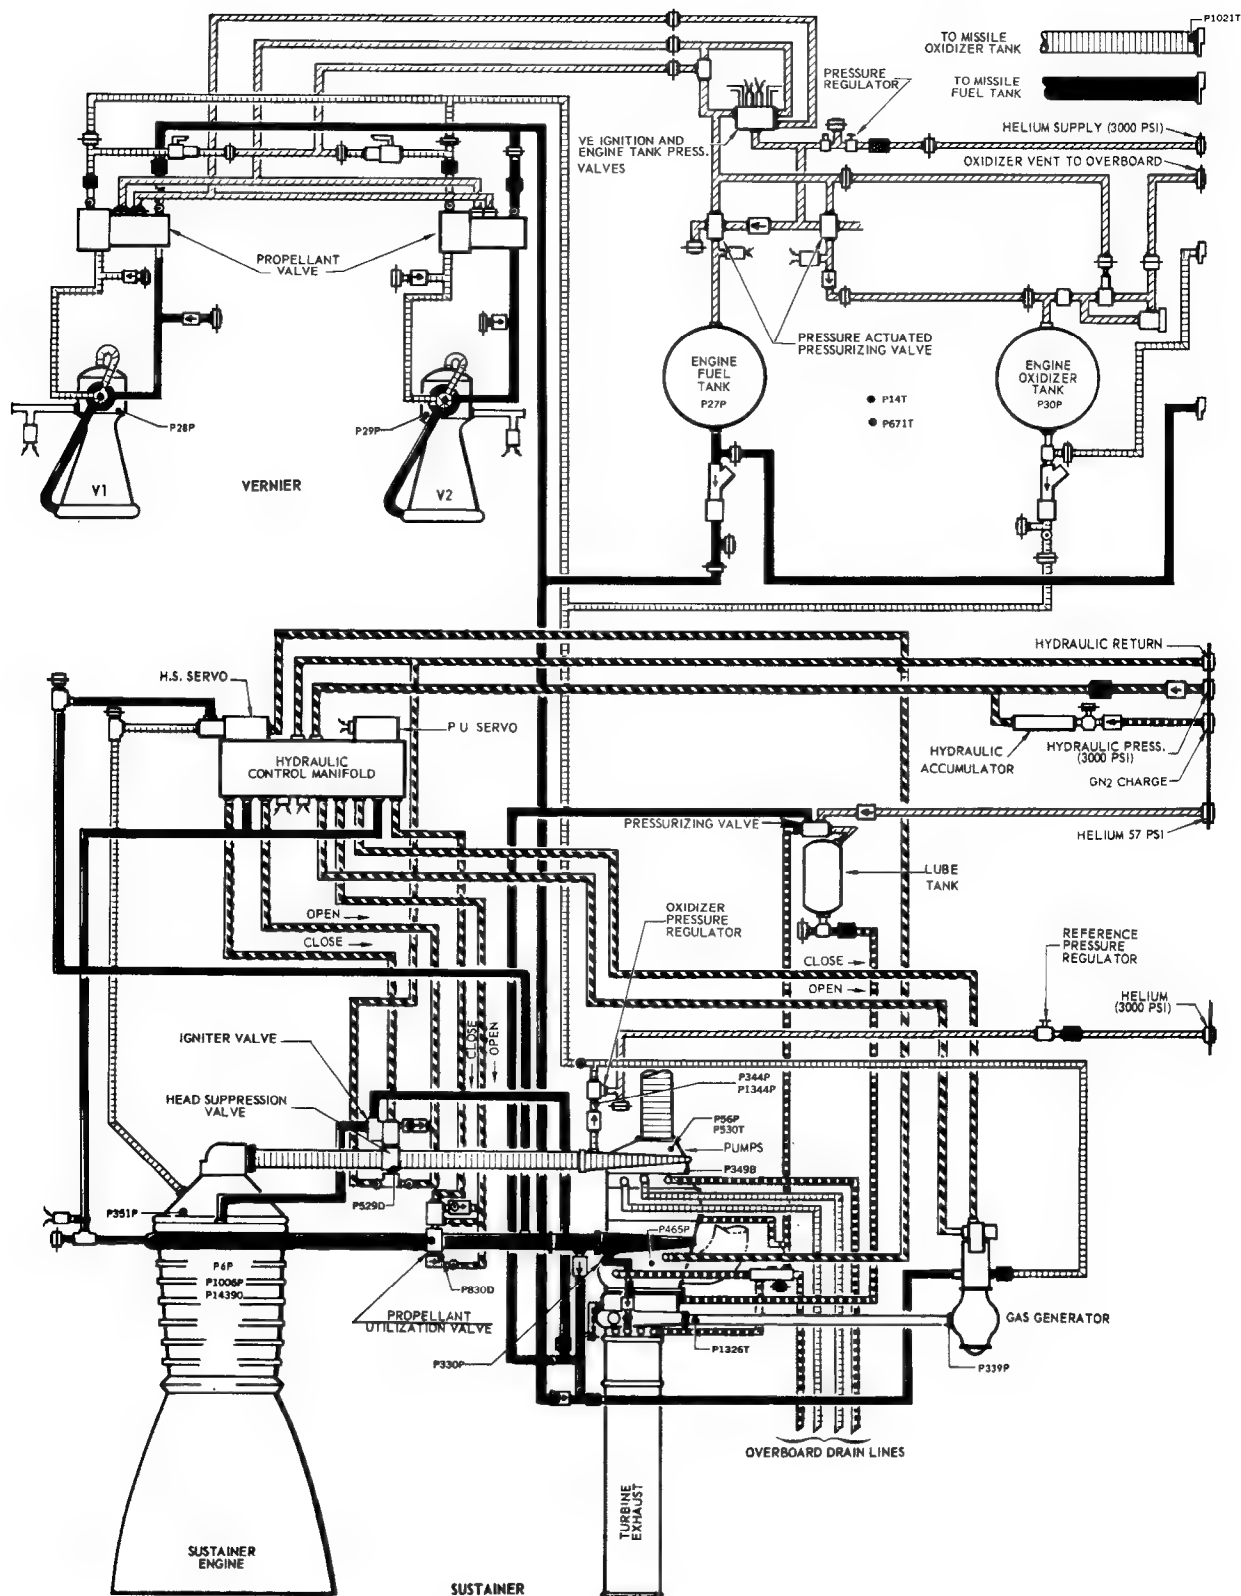 P1021T
TO MISSILE
OXIDIZER TANK
TO MISSILE
FUEL TANK
PRESSURE
REGULATOR
HELIUM SUPPLY (3000 PSI)
VE IGNITION AND
ENGINE TANK PRESS.
VALVES
OXIDIZER VENT TO OVERBOARD
PROPELLANT
VALVE
PRESSURE ACTUATED
PRESSURIZING VALVE
ENGINE
FUEL
TANK
P27P
ENGINE
OXIDIZER
TANK
P30P
P14T
P671T
P28P
P29P
V1
VERNIER
V2
HYDRAULIC RETURN
H.S. SERVO
P U SERVO
HYDRAULIC
CONTROL MANIFOLD
HYDRAULIC
ACCUMULATOR
HYDRAULIC PRESS.
(3000 PSI)
GN2 CHARGE
PRESSURIZING VALVE
HELIUM 57 PSI
LUBE
TANK
OPEN
CLOSE
OXIDIZER
PRESSURE
REGULATOR
CLOSE
OPEN
REFERENCE
PRESSURE
REGULATOR
HELIUM
(3000 PSI)
IGNITER VALVE
CLOSE
OPEN
HEAD SUPPRESSION
VALVE
P344P
P1344P
P56P
P530T
PUMPS
P349B
P529D
P351P
P465P
P6P
P1006P
P1439O
P830D
PROPELLANT
UTILIZATION VALVE
P330P
P1326T
GAS GENERATOR
P339P
OVERBOARD DRAIN LINES
TURBINE
EXHAUST
SUSTAINER
ENGINE
SUSTAINER